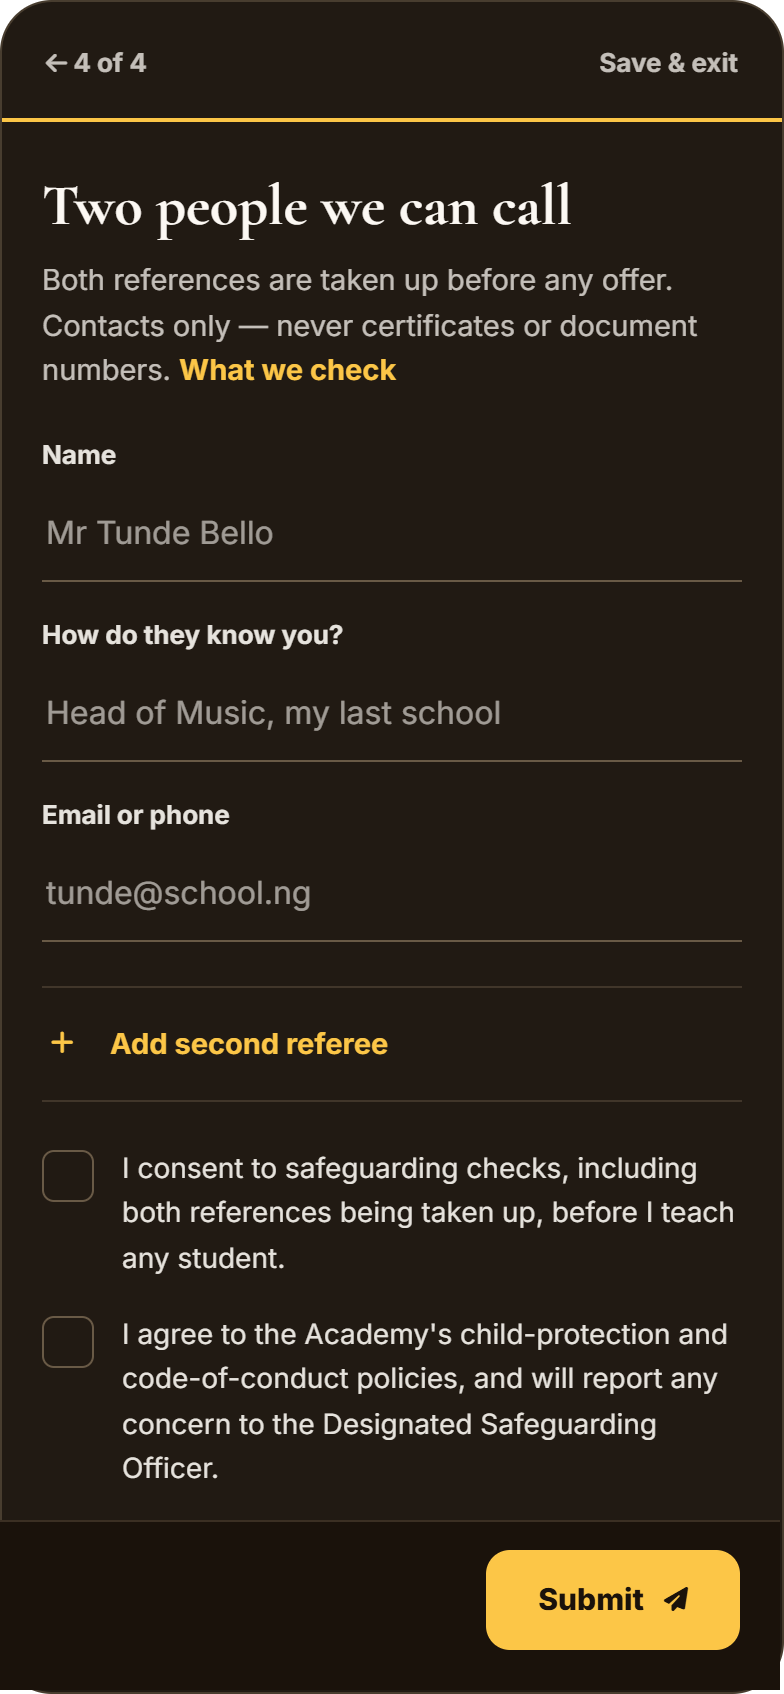 ← 4 of 4
Save & exit
Two people we can call
Both references are taken up before any offer.
Contacts only — never certificates or document
numbers. What we check
Name
Mr Tunde Bello
How do they know you?
Head of Music, my last school
Email or phone
tunde@school.ng
+ Add second referee
I consent to safeguarding checks, including
both references being taken up, before I teach
any student.
I agree to the Academy's child-protection and
code-of-conduct policies, and will report any
concern to the Designated Safeguarding
Officer.
Submit